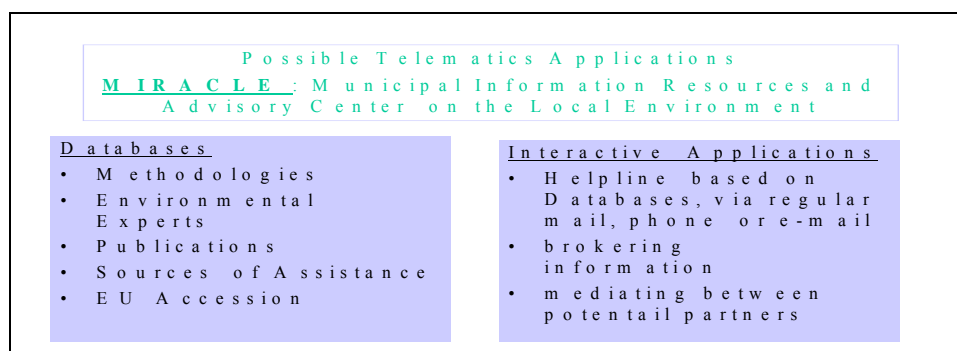 Possible Telematics Applications
MIRACLE : Municipal Information Resources and
Advisory Center on the Local Environment
Databases
• Methodologies
• Environmental
Experts
• Publications
• Sources of Assistance
• EU Accession
Interactive Applications
• Helpline based on
Databases, via regular
mail, phone or e-mail
• brokering
information
• mediating between
potentail partners